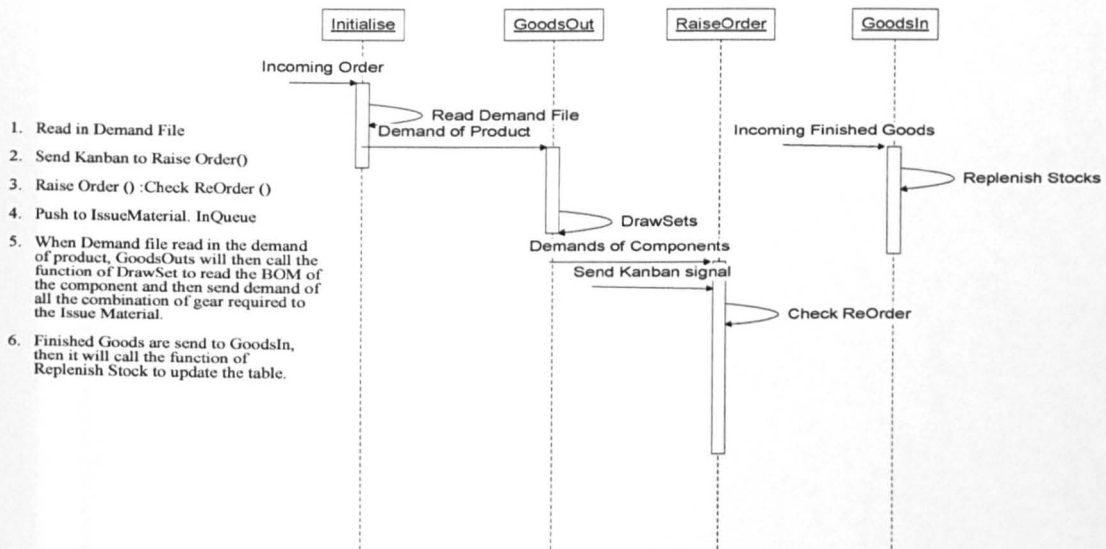 Initialise
GoodsOut
RaiseOrder
GoodsIn
Incoming Order
Read Demand File
Demand of Product
Incoming Finished Goods
Replenish Stocks
DrawSets
Demands of Components
Send Kanban signal
Check ReOrder
1. Read in Demand File
2. Send Kanban to Raise Order()
3. Raise Order () :Check ReOrder ()
4. Push to IssueMaterial. InQueue
5. When Demand file read in the demand
of product, GoodsOuts will then call the
function of DrawSet to read the BOM of
the component and then send demand of
all the combination of gear required to
the Issue Material.
6. Finished Goods are send to GoodsIn,
then it will call the function of
Replenish Stock to update the table.